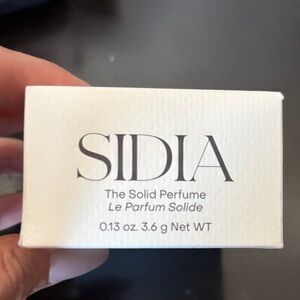 SIDIA
The Solid Perfume
Le Parfum Solide
0.13 oz. 3.6 g Net WT